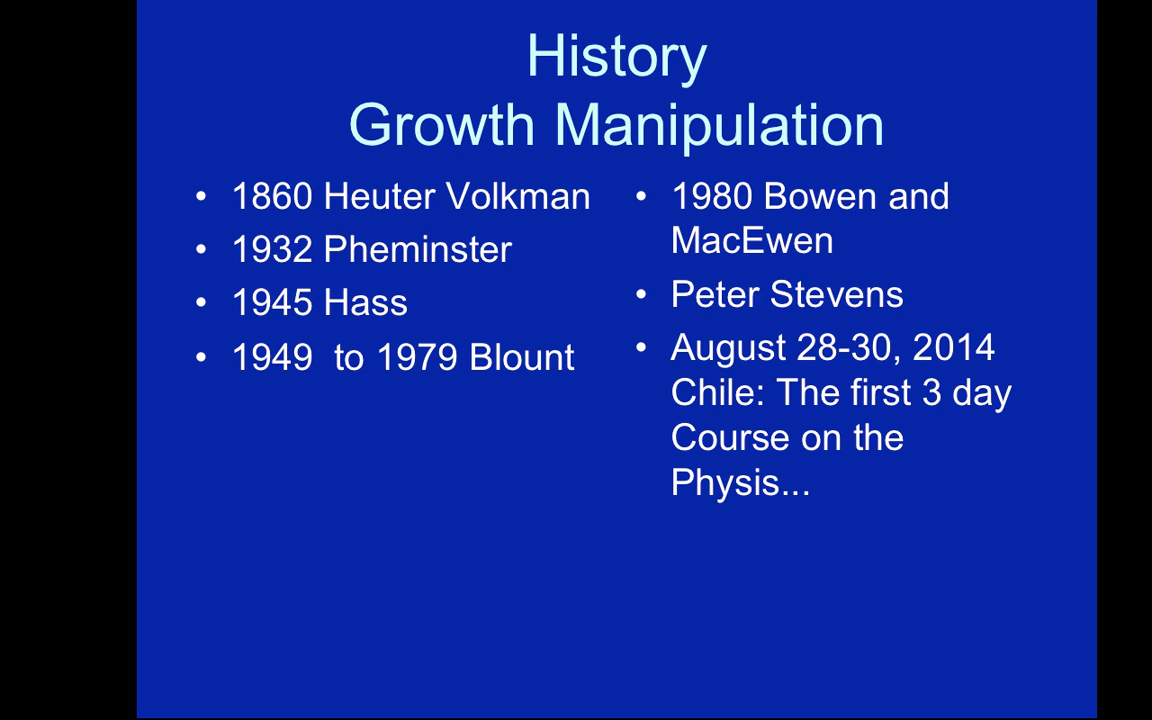 History
Growth Manipulation
• 1860 Heuter Volkman
• 1932 Pheminster
• 1945 Hass
• 1949  to 1979 Blount
• 1980 Bowen and
MacEwen
• Peter Stevens
• August 28-30, 2014
Chile: The first 3 day
Course on the
Physis...